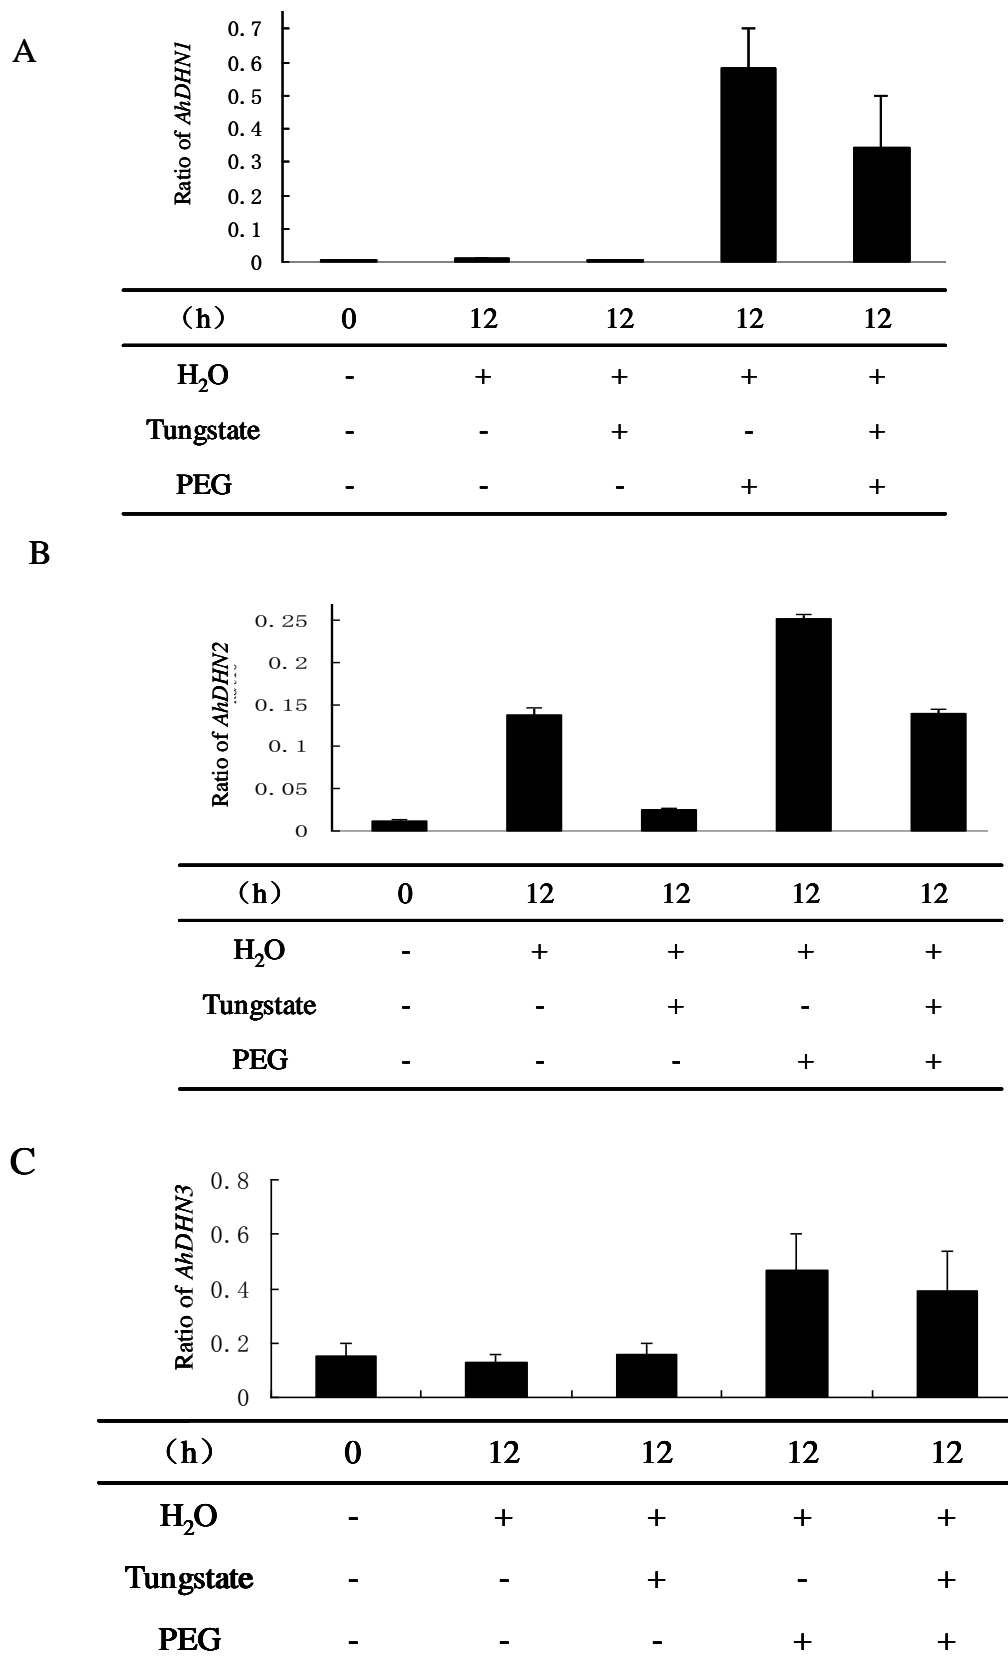 A
Ratio of AhDHN1
0.7
0.6
0.5
0.4
0.3
0.2
0.1
0
(h) 0 12 12 12 12
H₂O - + + + +
Tungstate - - + - +
PEG - - - + +
B
Ratio of AhDHN2
0.25
0.2
0.15
0.1
0.05
0
(h) 0 12 12 12 12
H₂O - + + + +
Tungstate - - + - +
PEG - - - + +
C
Ratio of AhDHN3
0.8
0.6
0.4
0.2
0
(h) 0 12 12 12 12
H₂O - + + + +
Tungstate - - + - +
PEG - - - + +